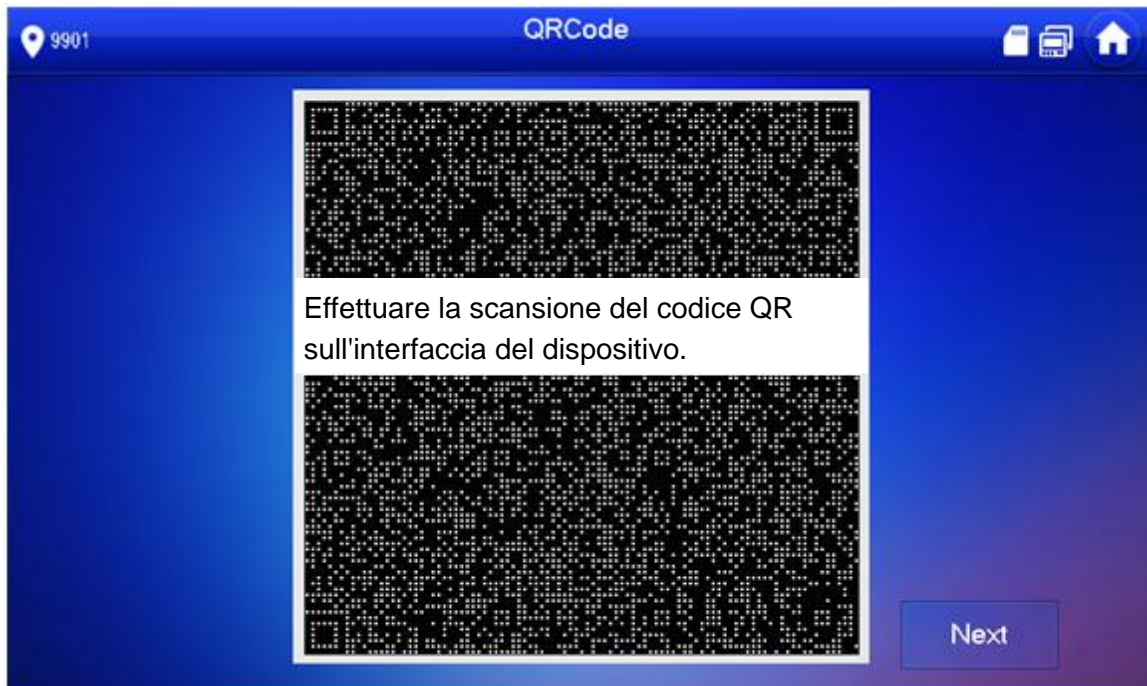 9901
QRCode
Effettuare la scansione del codice QR
sull'interfaccia del dispositivo.
Next